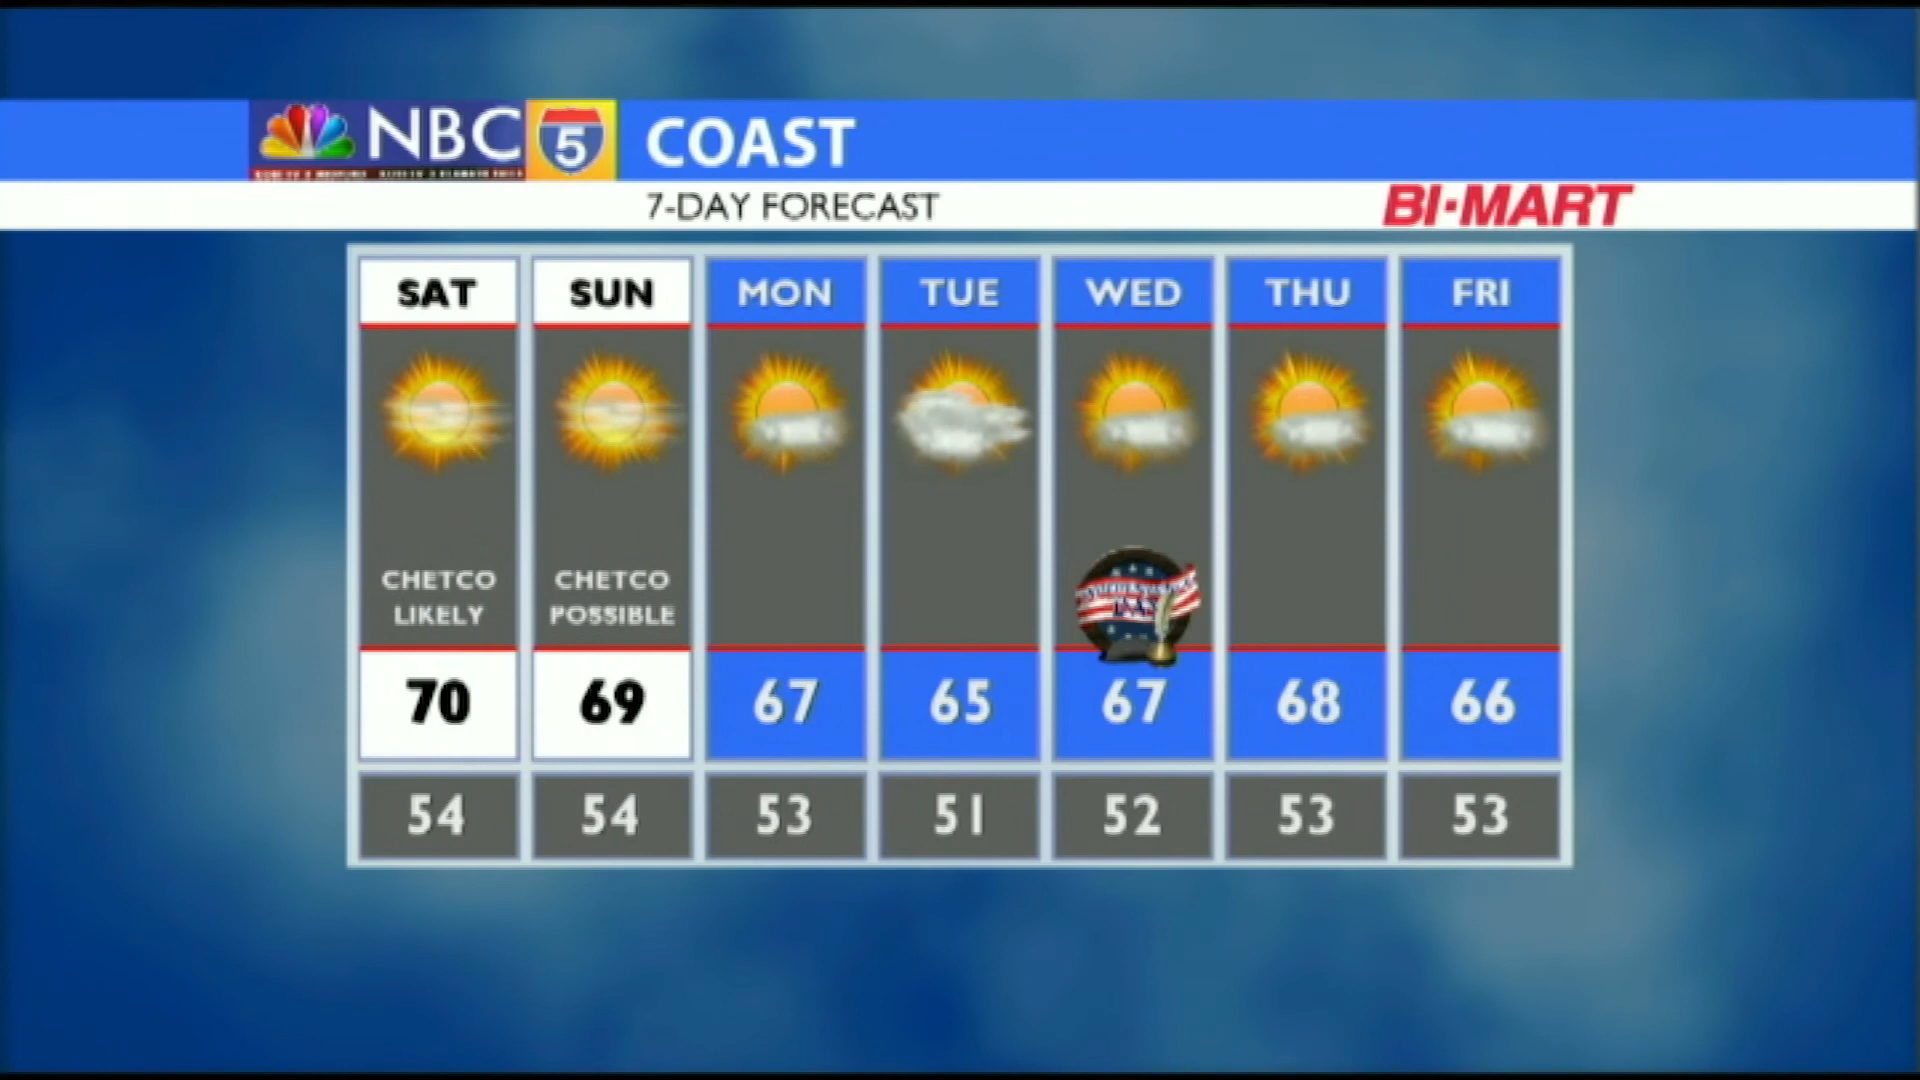 NBC 5 COAST
7-DAY FORECAST
BI-MART
SAT SUN MON TUE WED THU FRI
CHETCO CHETCO
LIKELY POSSIBLE
DAY
70 69 67 65 67 68 66
54 54 53 51 52 53 53